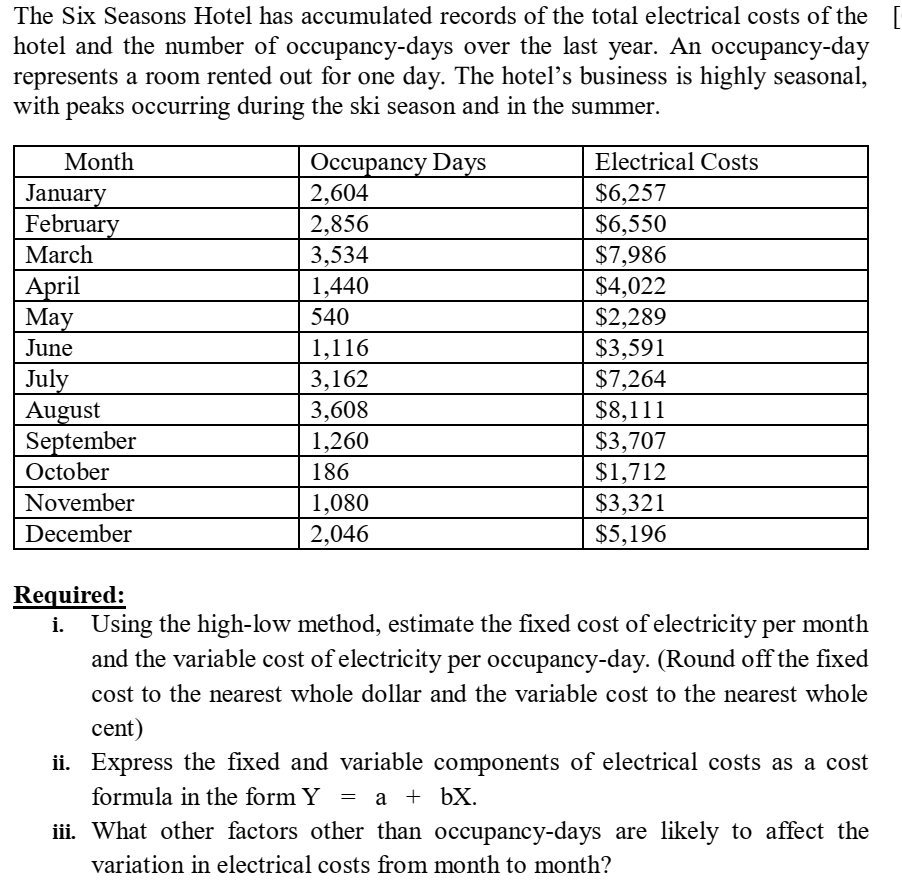 The Six Seasons Hotel has accumulated records of the total electrical costs of the [
hotel and the number of occupancy-days over the last year. An occupancy-day
represents a room rented out for one day. The hotel’s business is highly seasonal,
with peaks occurring during the ski season and in the summer.
Month Occupancy Days Electrical Costs
January 2,604 $6,257
February 2,856 $6,550
March 3,534 $7,986
April 1,440 $4,022
May 540 $2,289
June 1,116 $3,591
July 3,162 $7,264
August 3,608 $8,111
September 1,260 $3,707
October 186 $1,712
November 1,080 $3,321
December 2,046 $5,196
Required:
i. Using the high-low method, estimate the fixed cost of electricity per month
and the variable cost of electricity per occupancy-day. (Round off the fixed
cost to the nearest whole dollar and the variable cost to the nearest whole
cent)
ii. Express the fixed and variable components of electrical costs as a cost
formula in the form Y = a + bX.
iii. What other factors other than occupancy-days are likely to affect the
variation in electrical costs from month to month?